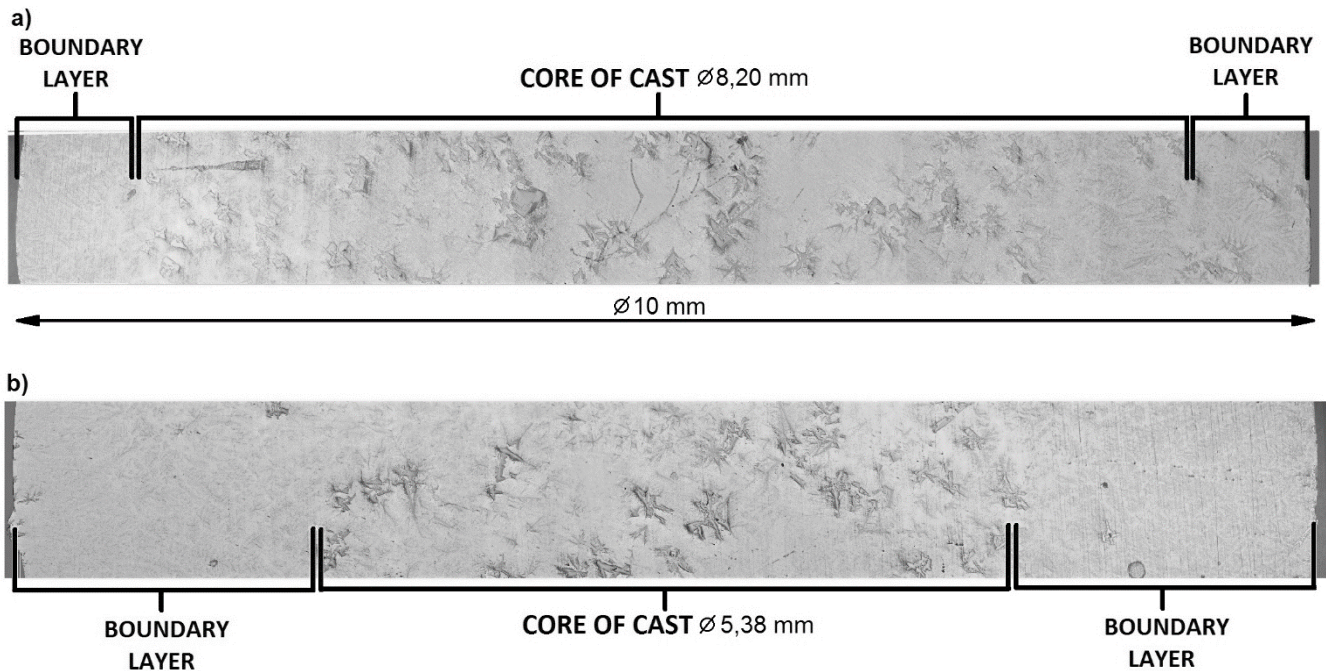 a)
BOUNDARY
LAYER
CORE OF CAST ∅8,20 mm
BOUNDARY
LAYER
∅10 mm
b)
BOUNDARY
LAYER
CORE OF CAST ∅5,38 mm
BOUNDARY
LAYER